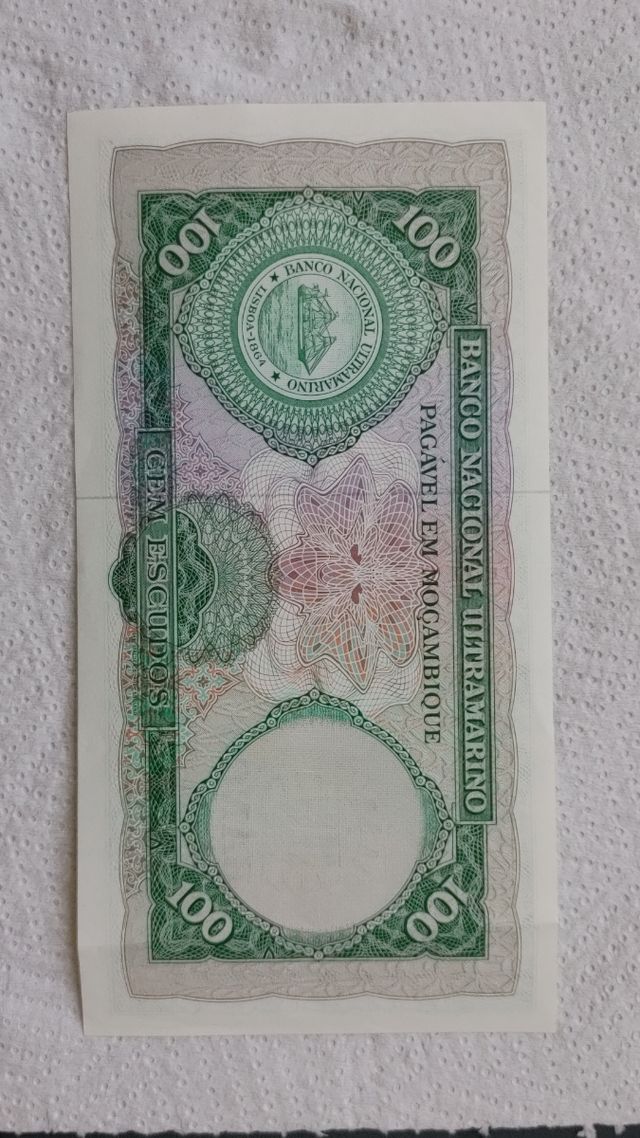 BANCO NACIONAL ULTRAMARINO
PAGÁVEL EM MOÇAMBIQUE
100
100
BANCO NACIONAL ULTRAMARINO
LISBOA-1864
CEM ESCUDOS
100
100